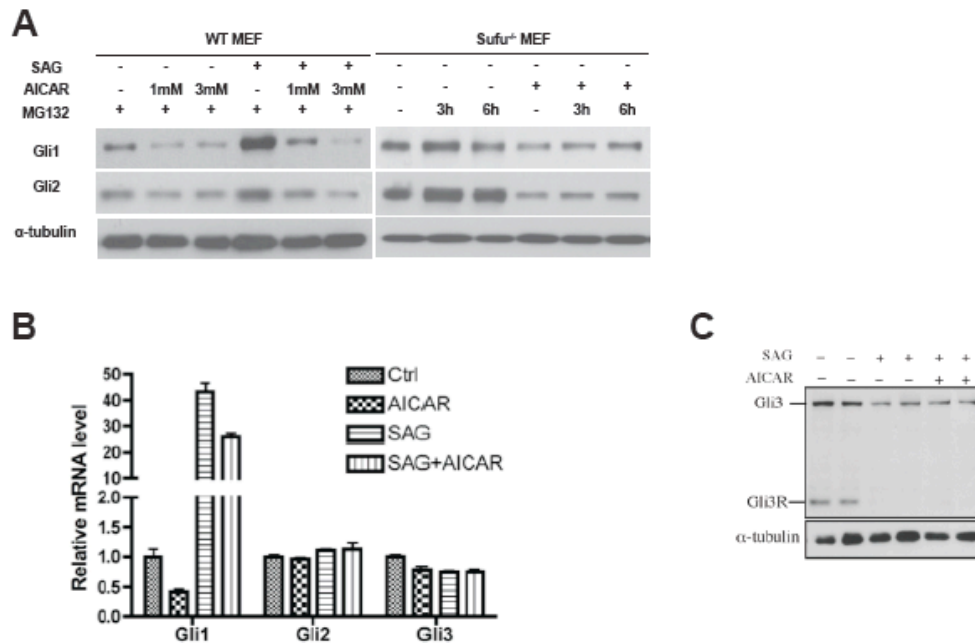 A
WT MEF Sufu-/- MEF
SAG - - - + + + - - - - - -
AICAR - 1mM 3mM - 1mM 3mM - - - + + +
MG132 + + + + + + - 3h 6h - 3h 6h
Gli1
Gli2
α-tubulin
B
Relative mRNA level
50
40
30
20
10
2.0
1.5
1.0
0.5
0.0
Ctrl
AICAR
SAG
SAG+AICAR
Gli1 Gli2 Gli3
C
SAG – – + + + +
AICAR – – – – + +
Gli3
Gli3R
α-tubulin